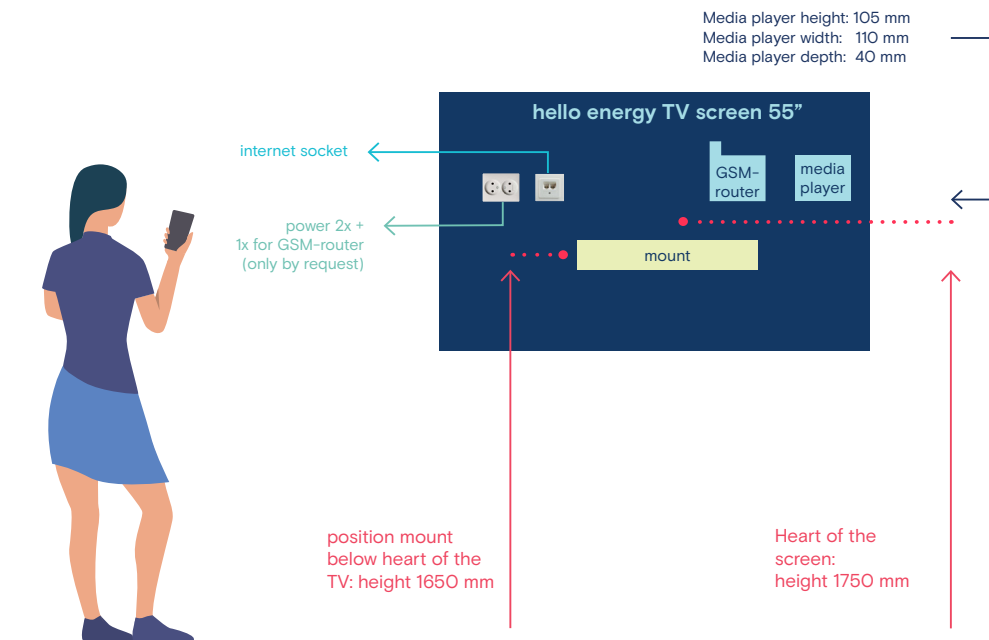 Media player height: 105 mm
Media player width: 110 mm
Media player depth: 40 mm
hello energy TV screen 55”
internet socket
GSM-
router
media
player
power 2x +
1x for GSM-router
(only by request)
mount
position mount
below heart of the
TV: height 1650 mm
Heart of the
screen:
height 1750 mm